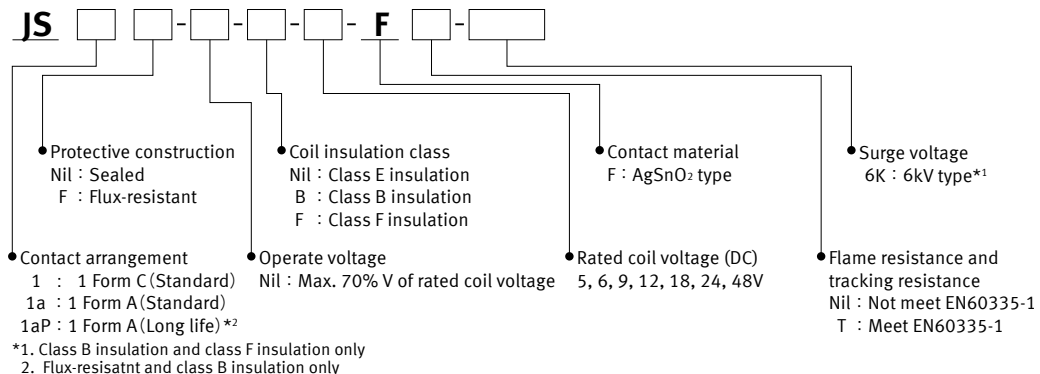 JS - - - - F -
Protective construction
Nil : Sealed
F : Flux-resistant
Coil insulation class
Nil : Class E insulation
B : Class B insulation
F : Class F insulation
Contact material
F : AgSnO₂ type
Surge voltage
6K : 6kV type*¹
Contact arrangement
1 : 1 Form C (Standard)
1a : 1 Form A (Standard)
1aP : 1 Form A (Long life) *²
Operate voltage
Nil : Max. 70% V of rated coil voltage
Rated coil voltage (DC)
5, 6, 9, 12, 18, 24, 48V
Flame resistance and
tracking resistance
Nil : Not meet EN60335-1
T : Meet EN60335-1
*1. Class B insulation and class F insulation only
2. Flux-resisatnt and class B insulation only